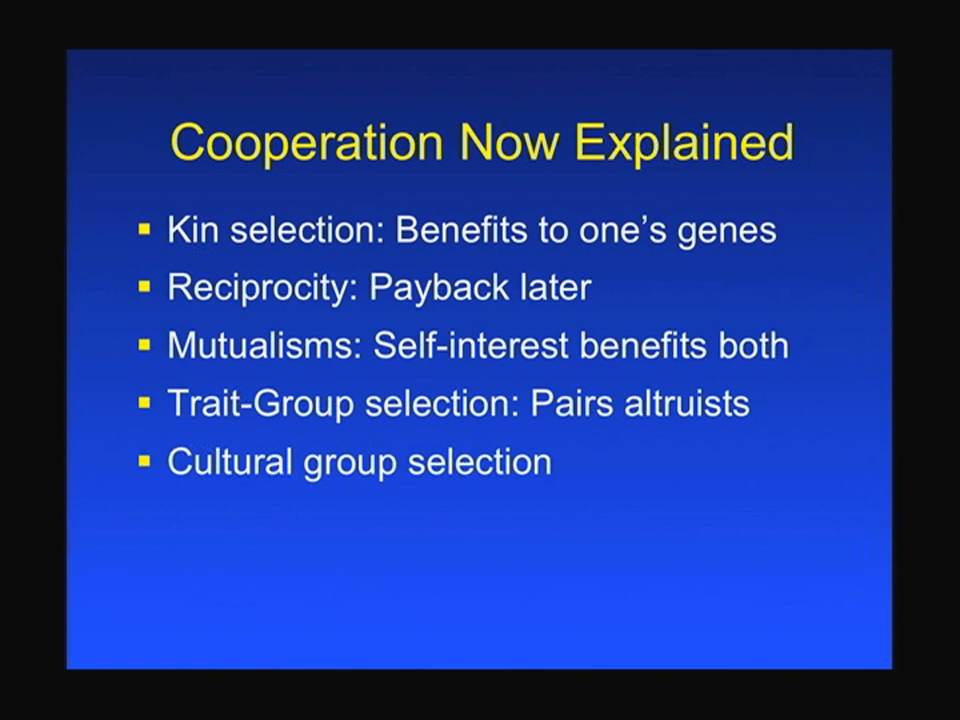 Cooperation Now Explained
Kin selection: Benefits to one’s genes
Reciprocity: Payback later
Mutualisms: Self-interest benefits both
Trait-Group selection: Pairs altruists
Cultural group selection